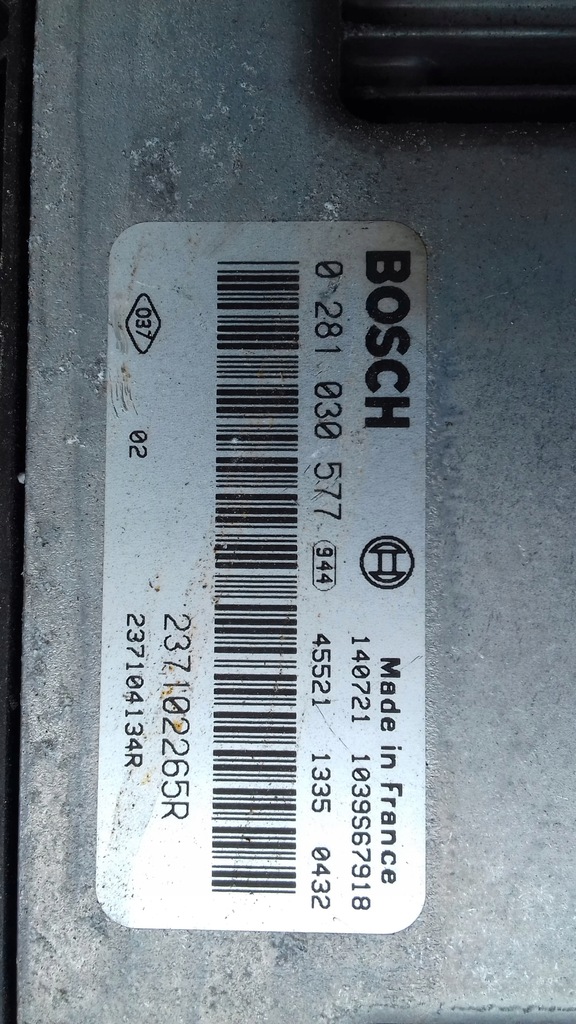 BOSCH
Made in France
140721 1039S67918
0 281 030 577 944 45521 1335 0432
237102265R
037 02 237104134R